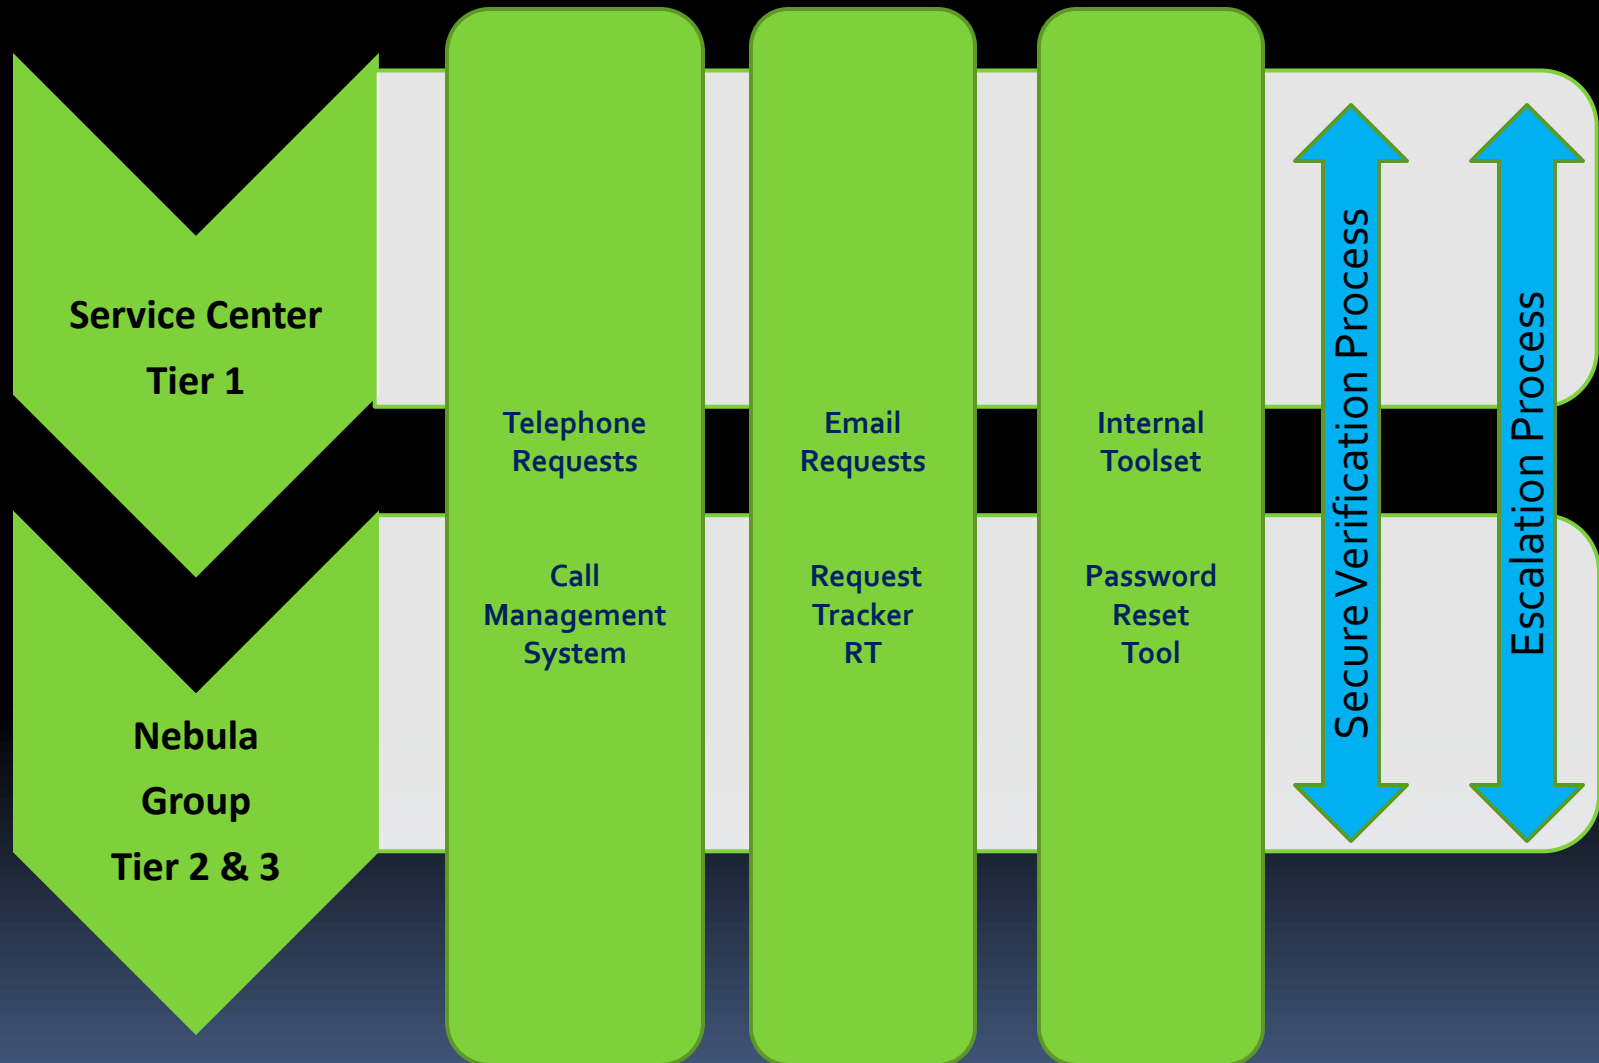 Service Center
Tier 1
Nebula
Group
Tier 2 & 3
Telephone
Requests
Call
Management
System
Email
Requests
Request
Tracker
RT
Internal
Toolset
Password
Reset
Tool
Secure Verification Process
Escalation Process